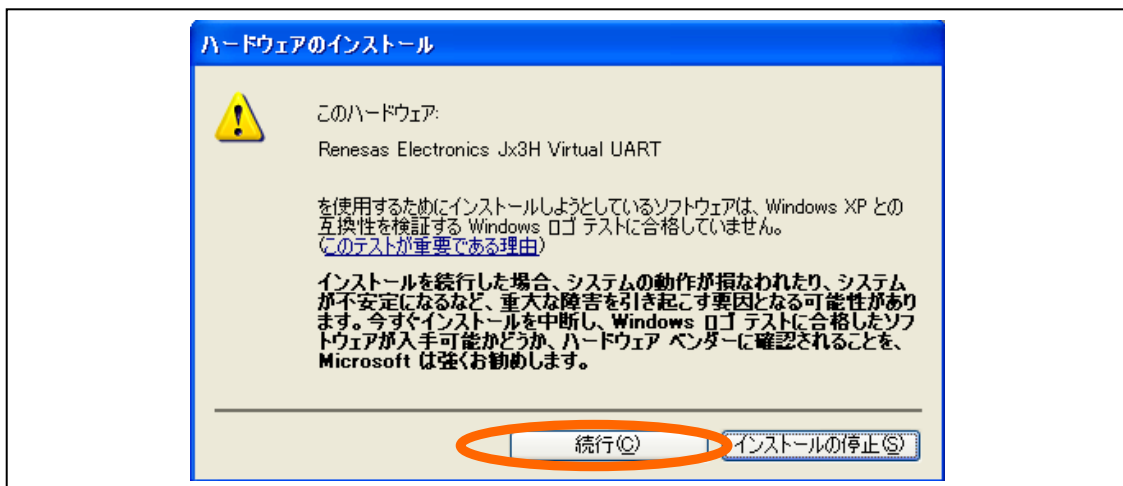 ハードウェアのインストール
このハードウェア:
Renesas Electronics Jx3H Virtual UART
を使用するためにインストールしようとしているソフトウェアは、Windows XP との
互換性を検証する Windows ロゴ テストに合格していません。
(このテストが重要である理由)
インストールを続行した場合、システムの動作が損なわれたり、システム
が不安定になるなど、重大な障害を引き起こす要因となる可能性があり
ます。今すぐインストールを中断し、Windows ロゴ テストに合格したソフ
トウェアが入手可能かどうか、ハードウェア ベンダーに確認されることを、
Microsoft は強くお勧めします。
続行(C) インストールの停止(S)